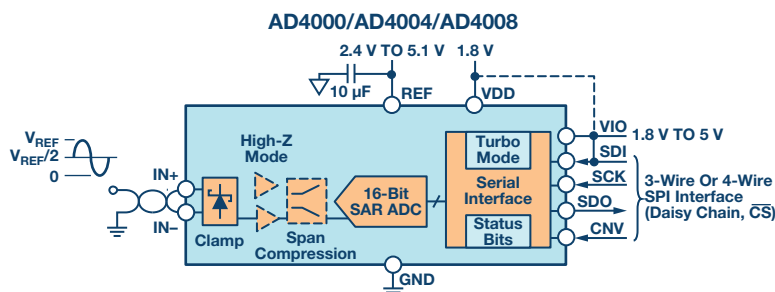 AD4000/AD4004/AD4008
2.4 V TO 5.1 V
1.8 V
10 µF
REF
VDD
VIO
1.8 V TO 5 V
SDI
SCK
SDO
CNV
3-Wire Or 4-Wire
SPI Interface
(Daisy Chain, C̅S̅)
VREF
VREF/2
0
IN+
IN−
Clamp
High-Z
Mode
Span
Compression
16-Bit
SAR ADC
Turbo
Mode
Serial
Interface
Status
Bits
GND